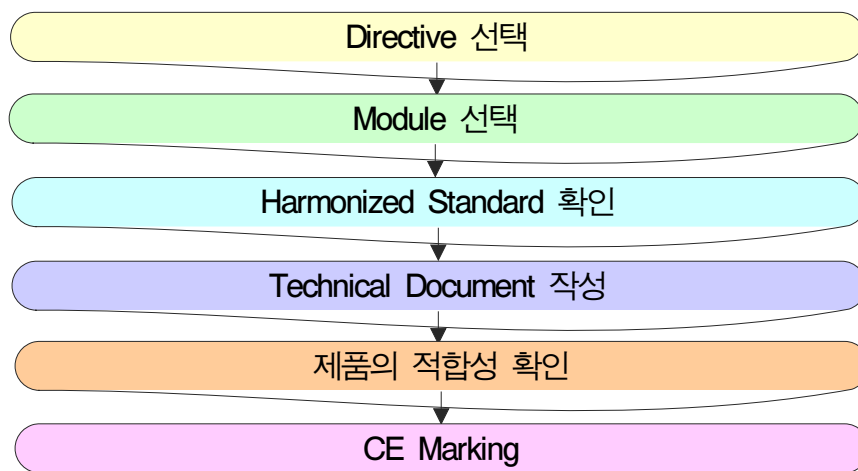 Directive 선택
Module 선택
Harmonized Standard 확인
Technical Document 작성
제품의 적합성 확인
CE Marking